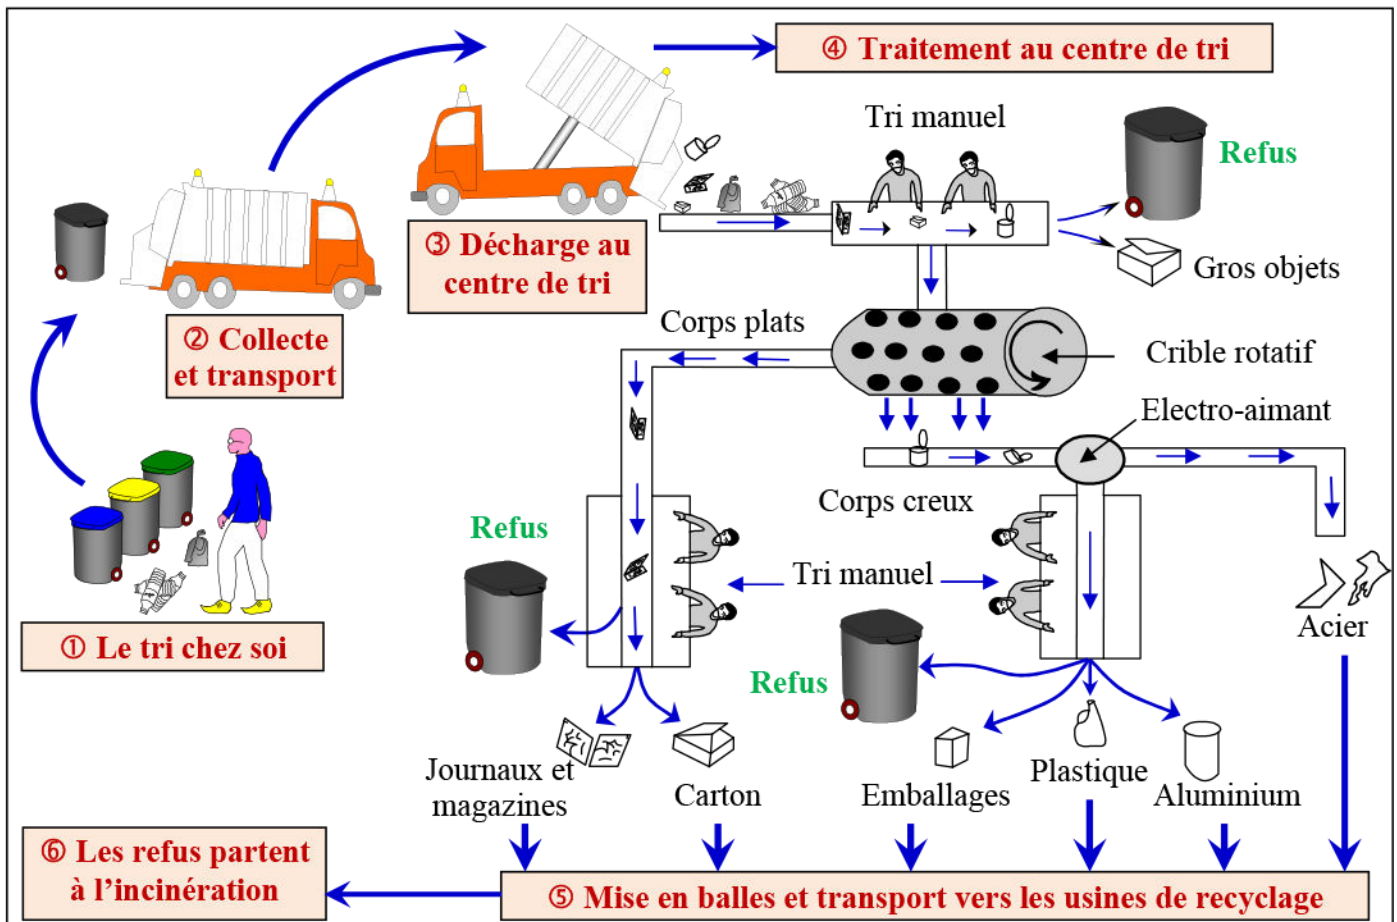 ④ Traitement au centre de tri
Tri manuel
Refus
③ Décharge au
centre de tri
Gros objets
② Collecte
et transport
Corps plats
Crible rotatif
Electro-aimant
Corps creux
Refus
Tri manuel
① Le tri chez soi
Refus
Acier
Journaux et
magazines
Carton
Emballages
Plastique
Aluminium
⑥ Les refus partent
à l’incinération
⑤ Mise en balles et transport vers les usines de recyclage